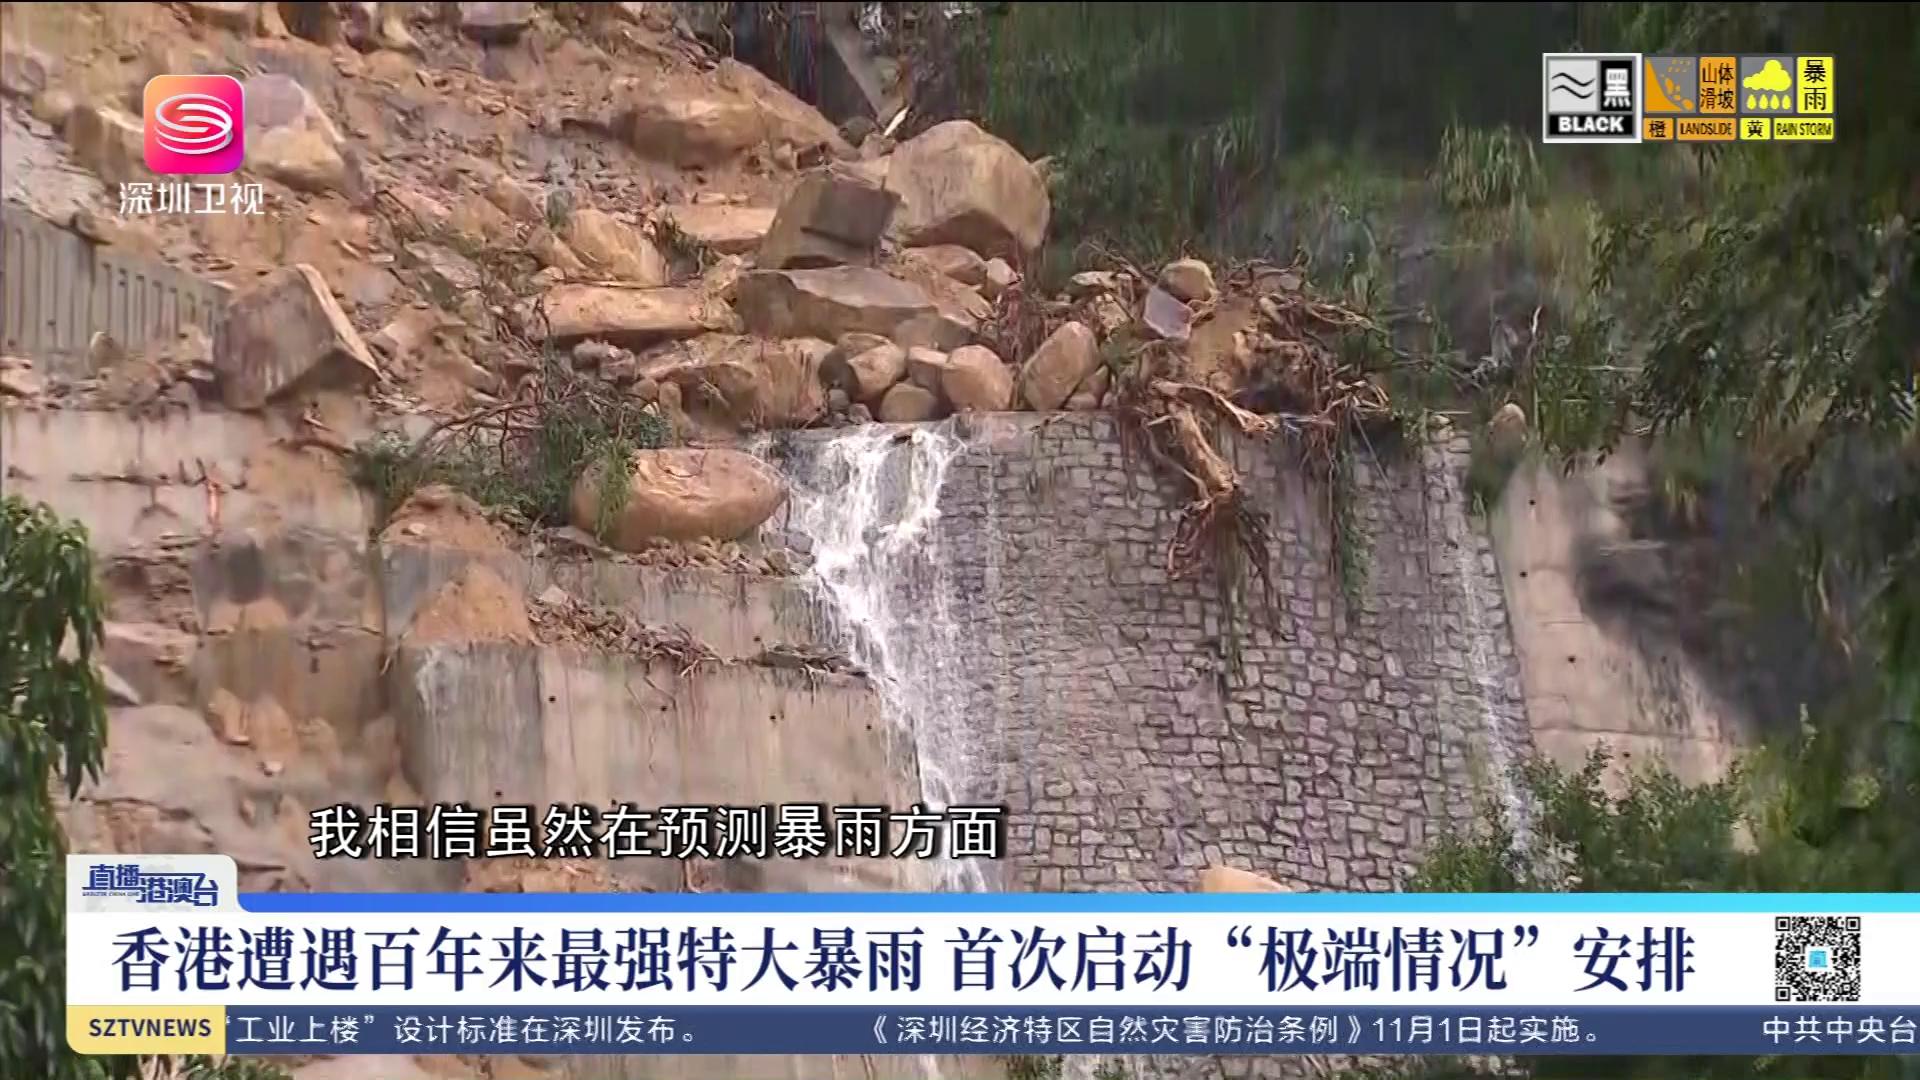 深圳卫视
黑
BLACK
山体
滑坡
橙 LANDSLIDE
暴
雨
黄 RAIN STORM
我相信虽然在预测暴雨方面
直播
港澳台
香港遭遇百年来最强特大暴雨 首次启动“极端情况”安排
SZTVNEWS “工业上楼”设计标准在深圳发布。 《深圳经济特区自然灾害防治条例》11月1日起实施。 中共中央台